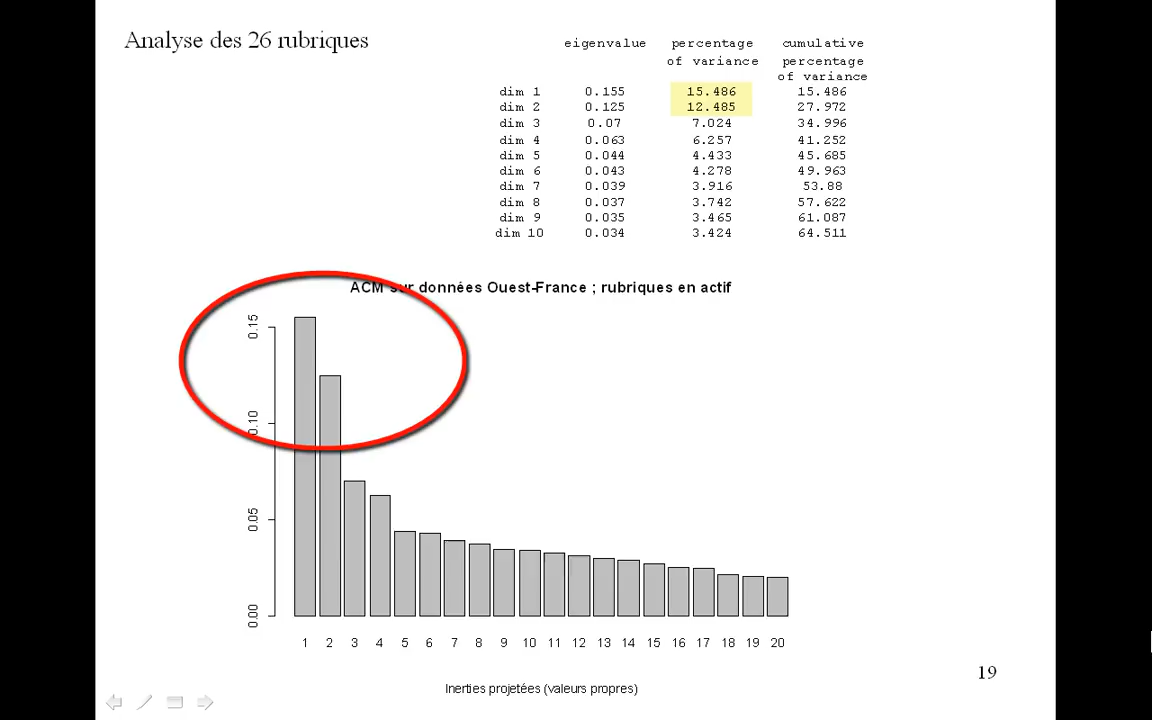 Analyse des 26 rubriques
eigenvalue percentage cumulative
of variance percentage
of variance
dim 1 0.155 15.486 15.486
dim 2 0.125 12.485 27.972
dim 3 0.07 7.024 34.996
dim 4 0.063 6.257 41.252
dim 5 0.044 4.433 45.685
dim 6 0.043 4.278 49.963
dim 7 0.039 3.916 53.88
dim 8 0.037 3.742 57.622
dim 9 0.035 3.465 61.087
dim 10 0.034 3.424 64.511
ACM sur données Ouest-France ; rubriques en actif
0.15
0.10
0.05
0.00
1 2 3 4 5 6 7 8 9 10 11 12 13 14 15 16 17 18 19 20
Inerties projetées (valeurs propres)
19